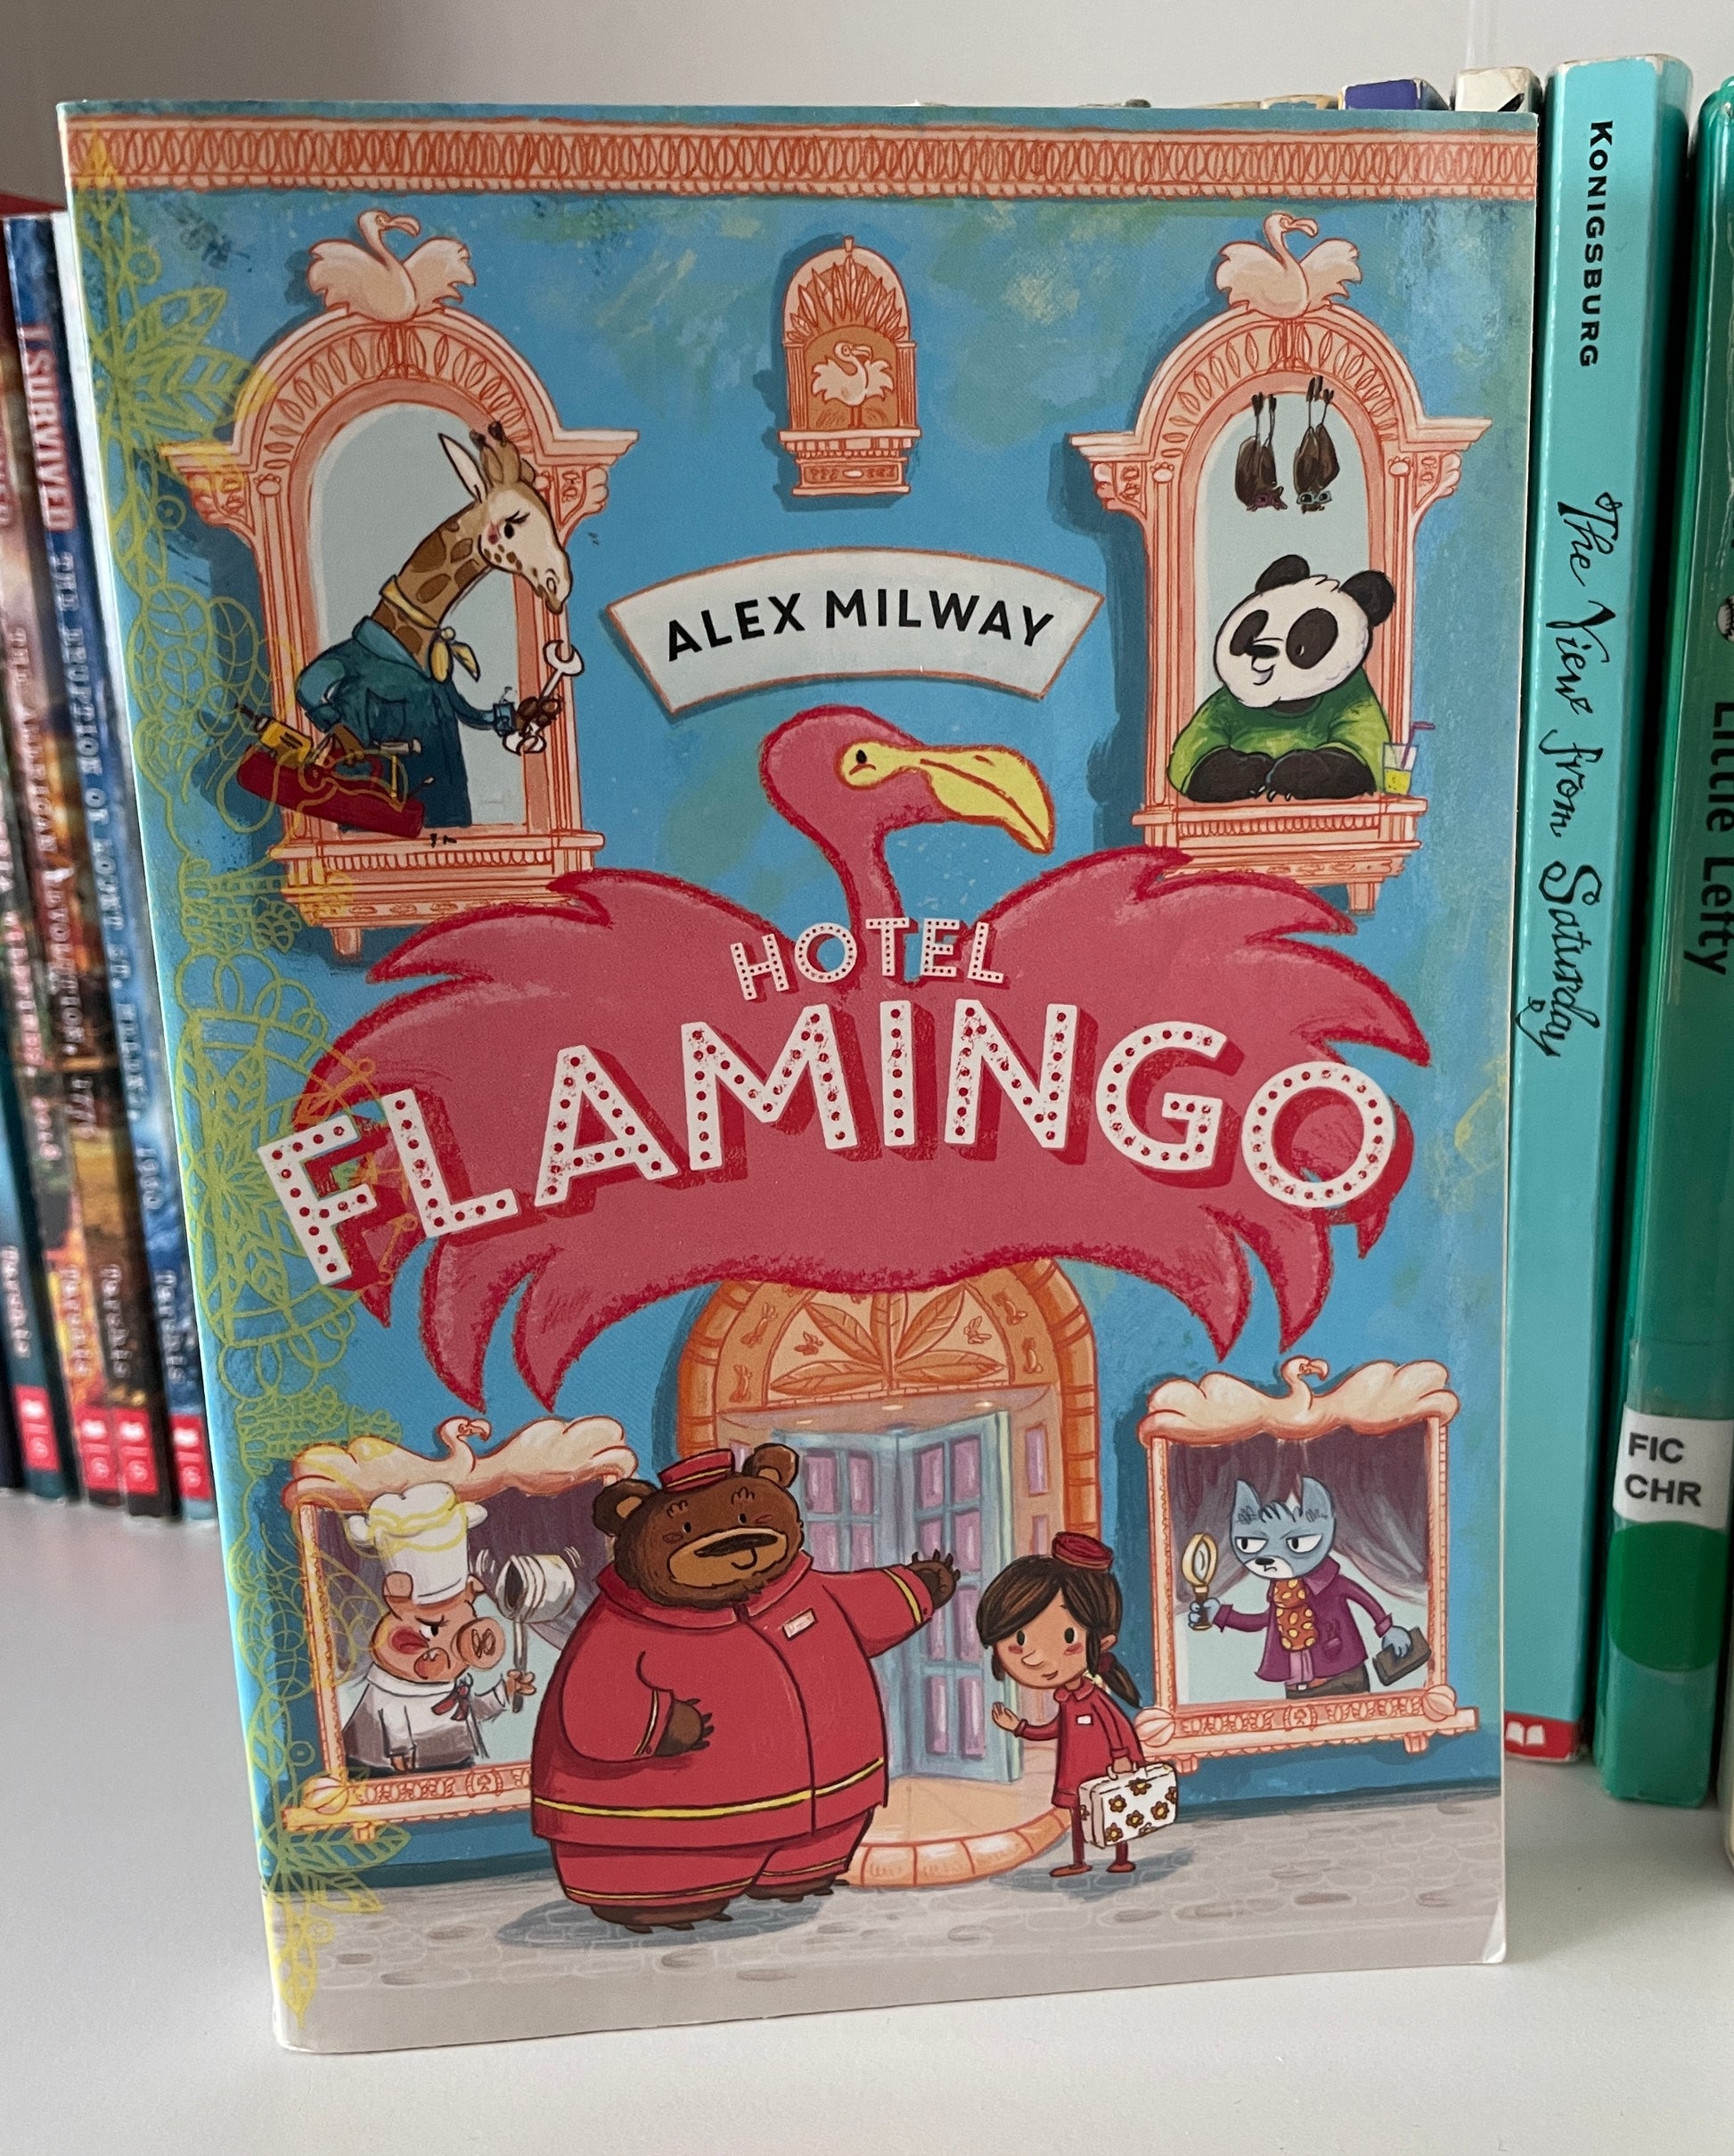 ALEX MILWAY
HOTEL
FLAMINGO
I SURVIVED
KONIGSBURG
The View from Saturday
Little Lefty
FIC
CHR